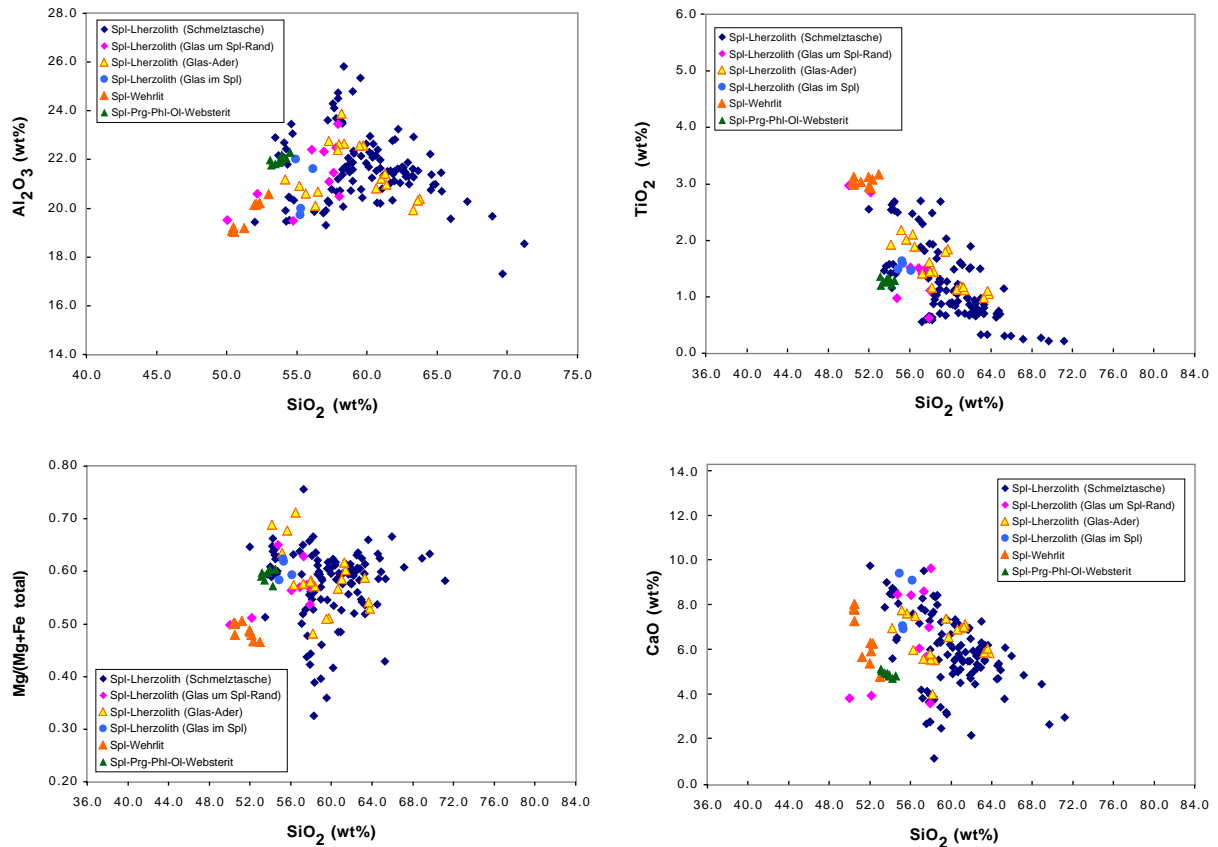 28.0
26.0
24.0
22.0
20.0
18.0
16.0
14.0
Al2O3 (wt%)
Spl-Lherzolith (Schmelztasche)
Spl-Lherzolith (Glas um Spl-Rand)
Spl-Lherzolith (Glas-Ader)
Spl-Lherzolith (Glas im Spl)
Spl-Wehrlit
Spl-Prg-Phl-Ol-Websterit
40.0 45.0 50.0 55.0 60.0 65.0 70.0 75.0
SiO2 (wt%)
6.0
5.0
4.0
3.0
2.0
1.0
0.0
TiO2 (wt%)
Spl-Lherzolith (Schmelztasche)
Spl-Lherzolith (Glas um Spl-Rand)
Spl-Lherzolith (Glas-Ader)
Spl-Lherzolith (Glas im Spl)
Spl-Wehrlit
Spl-Prg-Phl-Ol-Websterit
36.0 40.0 44.0 48.0 52.0 56.0 60.0 64.0 68.0 72.0 76.0 80.0 84.0
SiO2 (wt%)
0.80
0.70
0.60
0.50
0.40
0.30
0.20
Mg/(Mg+Fe total)
Spl-Lherzolith (Schmelztasche)
Spl-Lherzolith (Glas um Spl-Rand)
Spl-Lherzolith (Glas-Ader)
Spl-Lherzolith (Glas im Spl)
Spl-Wehrlit
Spl-Prg-Phl-Ol-Websterit
36.0 40.0 44.0 48.0 52.0 56.0 60.0 64.0 68.0 72.0 76.0 80.0 84.0
SiO2 (wt%)
14.0
12.0
10.0
8.0
6.0
4.0
2.0
0.0
CaO (wt%)
Spl-Lherzolith (Schmelztasche)
Spl-Lherzolith (Glas um Spl-Rand)
Spl-Lherzolith (Glas-Ader)
Spl-Lherzolith (Glas im Spl)
Spl-Wehrlit
Spl-Prg-Phl-Ol-Websterit
36.0 40.0 44.0 48.0 52.0 56.0 60.0 64.0 68.0 72.0 76.0 80.0 84.0
SiO2 (wt%)